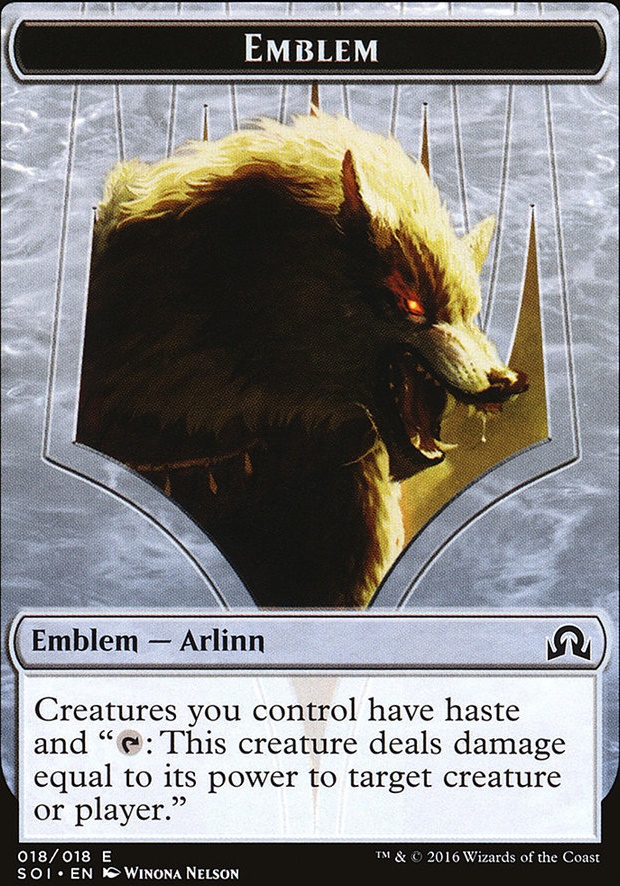 Emblem
Emblem — Arlinn
Creatures you control have haste
and “: This creature deals damage
equal to its power to target creature
or player.”
018/018 E
SOI • EN Winona Nelson
™ & © 2016 Wizards of the Coast